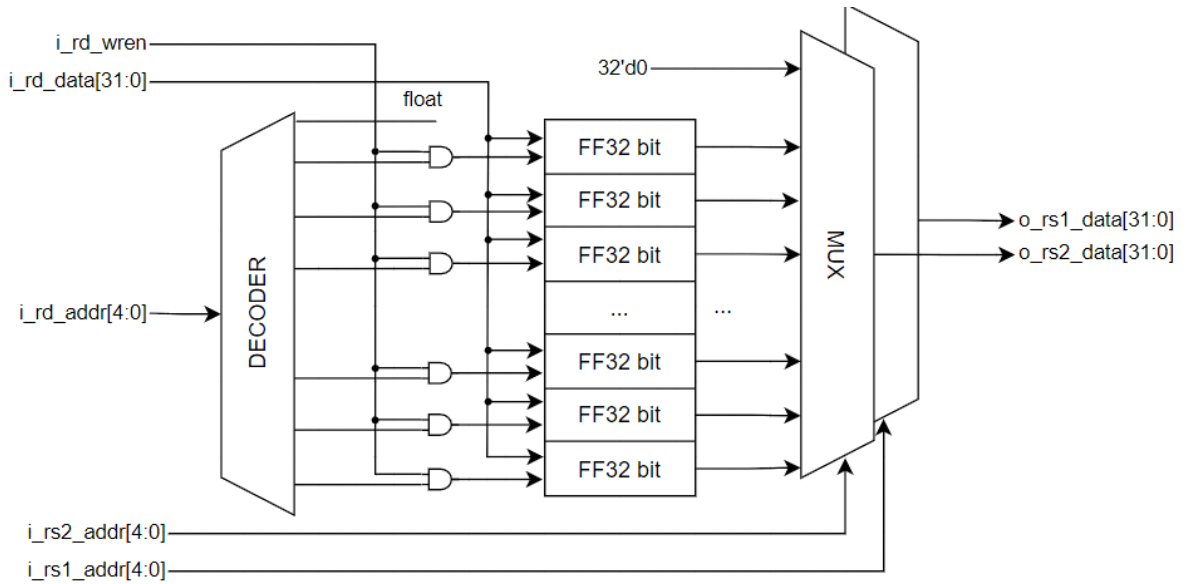 i_rd_wren
i_rd_data[31:0]
32'd0
float
FF32 bit
FF32 bit
FF32 bit
...
...
FF32 bit
FF32 bit
FF32 bit
DECODER
MUX
i_rd_addr[4:0]
o_rs1_data[31:0]
o_rs2_data[31:0]
i_rs2_addr[4:0]
i_rs1_addr[4:0]